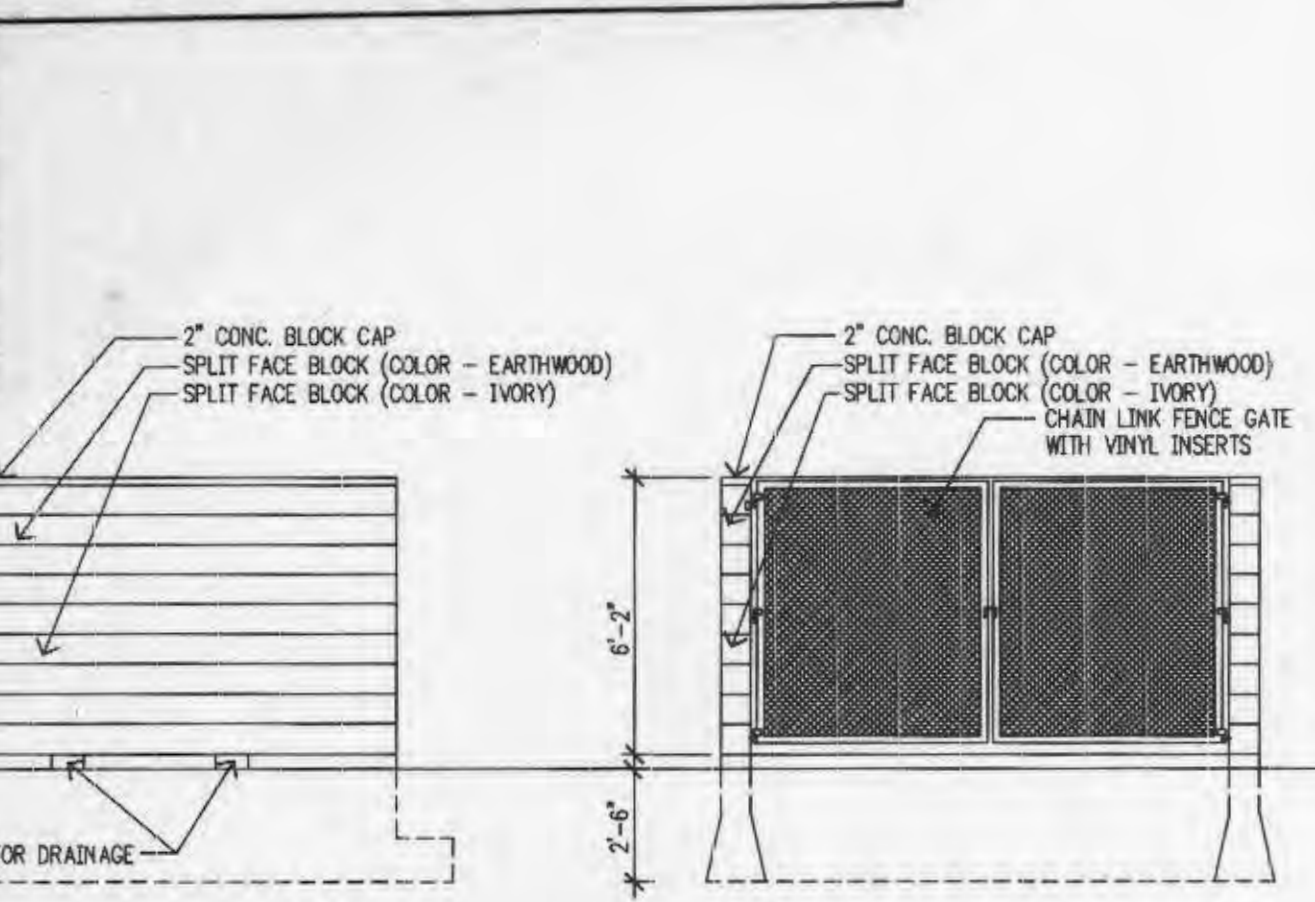 2" CONC. BLOCK CAP
SPLIT FACE BLOCK (COLOR - EARTHWOOD)
SPLIT FACE BLOCK (COLOR - IVORY)
OR DRAINAGE
2" CONC. BLOCK CAP
SPLIT FACE BLOCK (COLOR - EARTHWOOD)
SPLIT FACE BLOCK (COLOR - IVORY)
CHAIN LINK FENCE GATE
WITH VINYL INSERTS
6'-2"
2'-6"